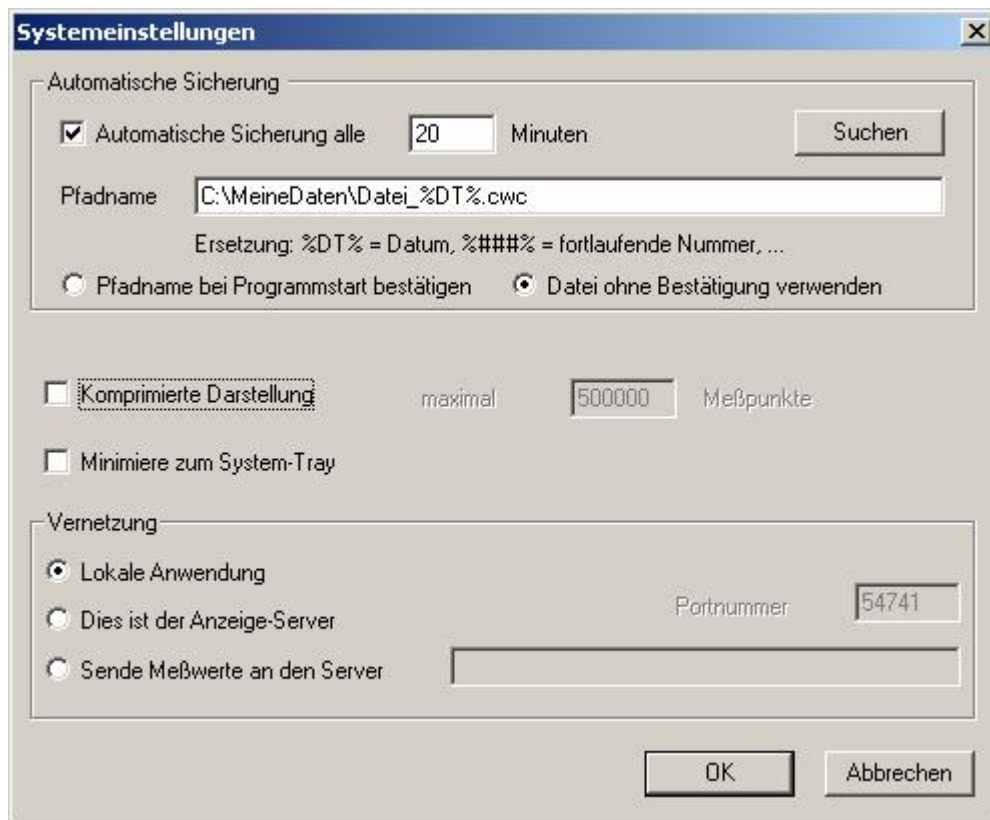 Systemeinstellungen
Automatische Sicherung
Automatische Sicherung alle 20 Minuten Suchen
Pfadname C:\MeineDaten\Datei_%DT%.cwc
Ersetzung: %DT% = Datum, %###% = fortlaufende Nummer, ...
Pfadname bei Programmstart bestätigen Datei ohne Bestätigung verwenden
Komprimierte Darstellung maximal 500000 Meßpunkte
Minimiere zum System-Tray
Vernetzung
Lokale Anwendung
Portnummer 54741
Dies ist der Anzeige-Server
Sende Meßwerte an den Server
OK Abbrechen